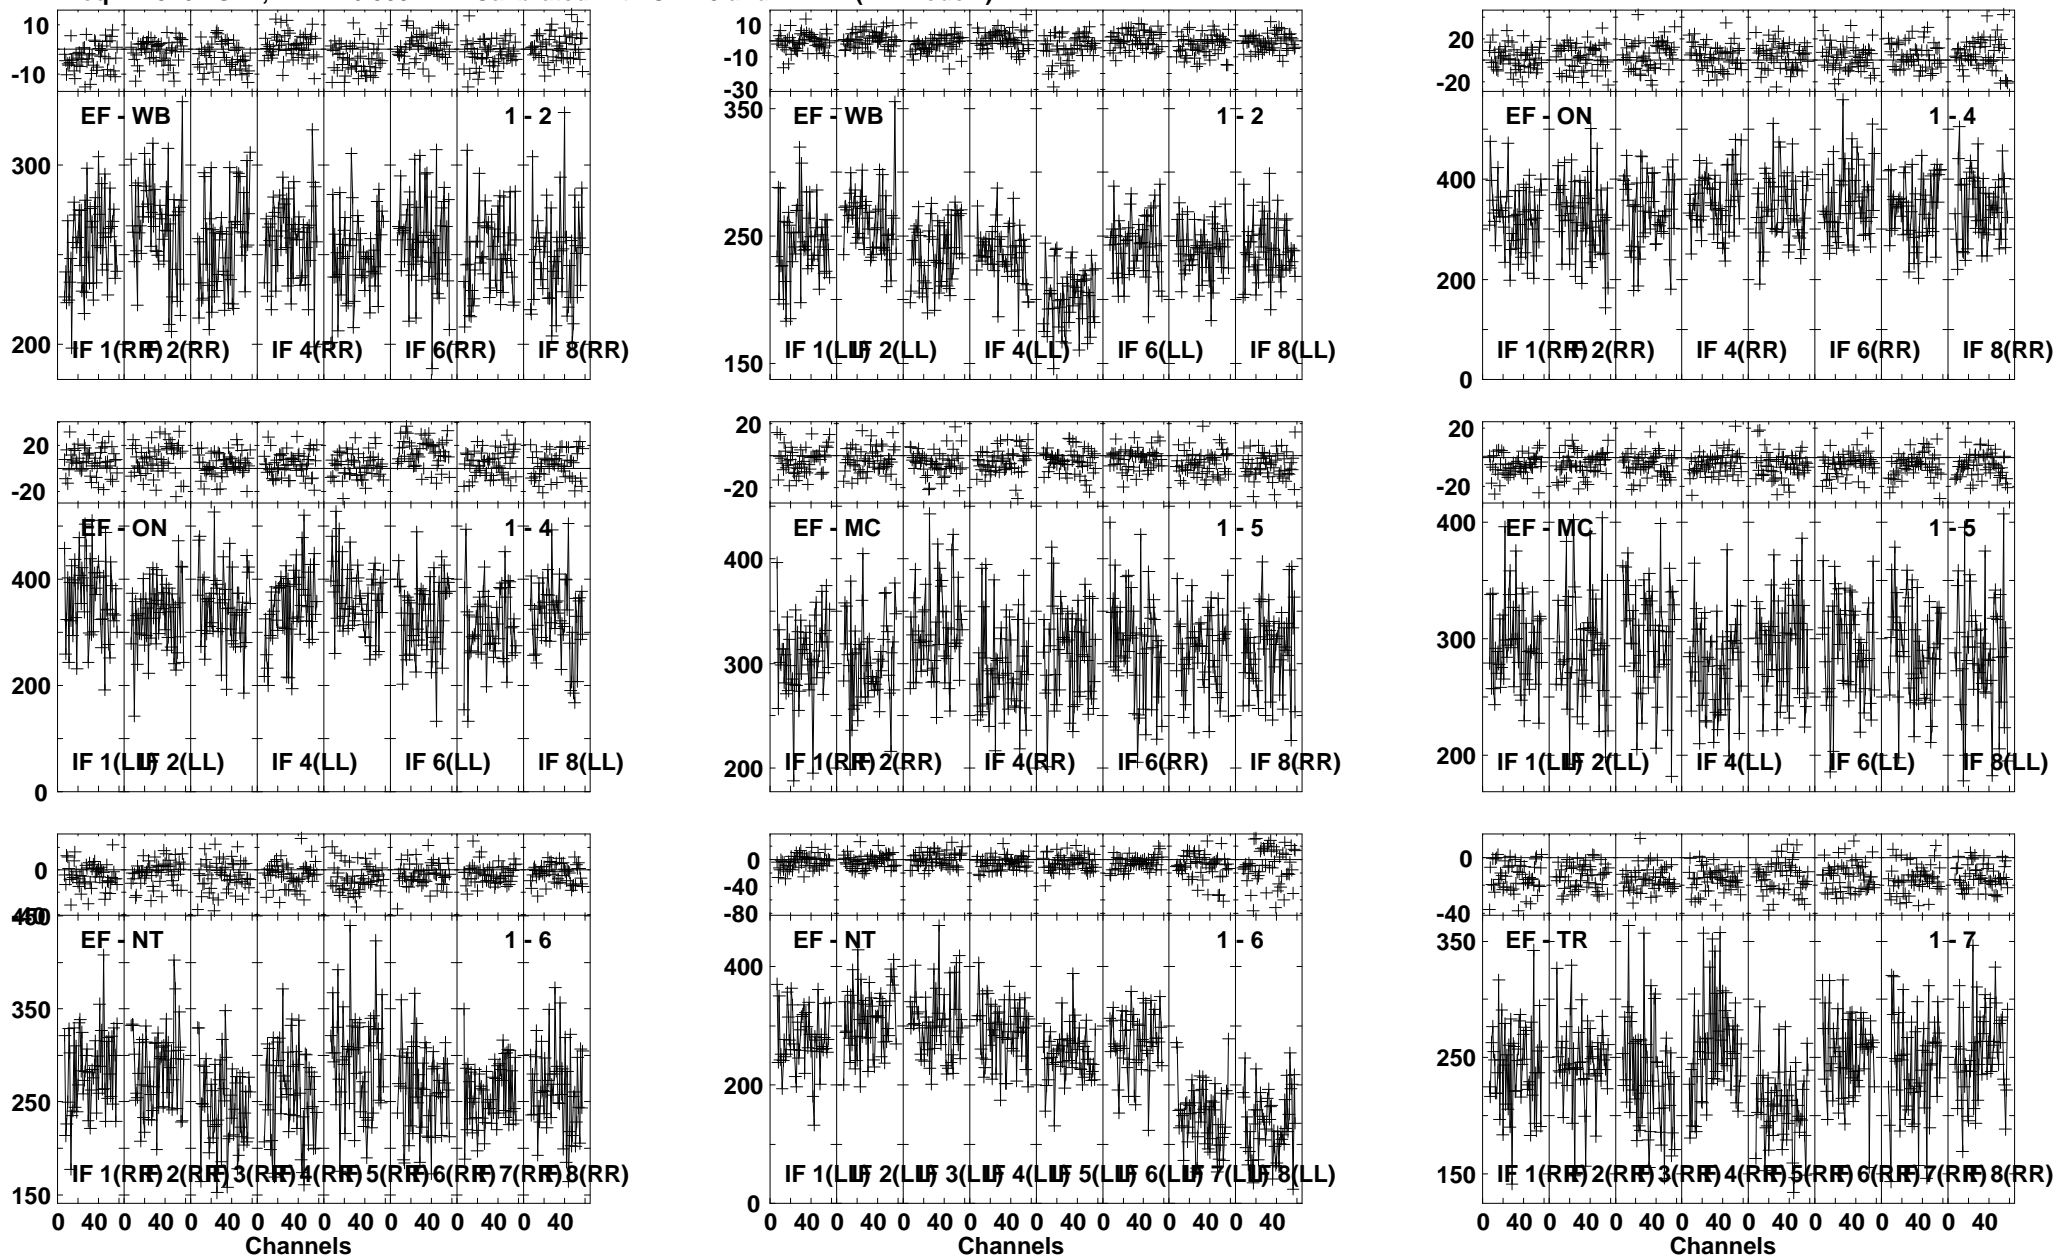 10
-10
EF - WB 1 - 2
300
200
IF 1(RR) IF 2(RR) IF 4(RR) IF 6(RR) IF 8(RR)
10
-10
-30
350
EF - WB 1 - 2
250
150
IF 1(LL) IF 2(LL) IF 4(LL) IF 6(LL) IF 8(LL)
20
-20
EF - ON 1 - 4
400
200
0
IF 1(RR) IF 2(RR) IF 4(RR) IF 6(RR) IF 8(RR)
20
-20
EF - ON 1 - 4
400
200
0
IF 1(LL) IF 2(LL) IF 4(LL) IF 6(LL) IF 8(LL)
20
-20
EF - MC 1 - 5
400
300
200
IF 1(RR) IF 2(RR) IF 4(RR) IF 6(RR) IF 8(RR)
20
-20
400
EF - MC 1 - 5
300
200
IF 1(LL) IF 2(LL) IF 4(LL) IF 6(LL) IF 8(LL)
0
-40
450
EF - NT 1 - 6
350
250
150
IF 1(RR) IF 2(RR) IF 3(RR) IF 4(RR) IF 5(RR) IF 6(RR) IF 7(RR) IF 8(RR)
0 40 0 40 0 40 0 40 0 40 0 40 0 40 0 40
Channels
0
-40
-80
EF - NT 1 - 6
400
200
0
IF 1(LL) IF 2(LL) IF 3(LL) IF 4(LL) IF 5(LL) IF 6(LL) IF 7(LL) IF 8(LL)
0 40 0 40 0 40 0 40 0 40 0 40 0 40 0 40
Channels
0
-40
350
EF - TR 1 - 7
250
150
IF 1(RR) IF 2(RR) IF 3(RR) IF 4(RR) IF 5(RR) IF 6(RR) IF 7(RR) IF 8(RR)
0 40 0 40 0 40 0 40 0 40 0 40 0 40 0 40
Channels